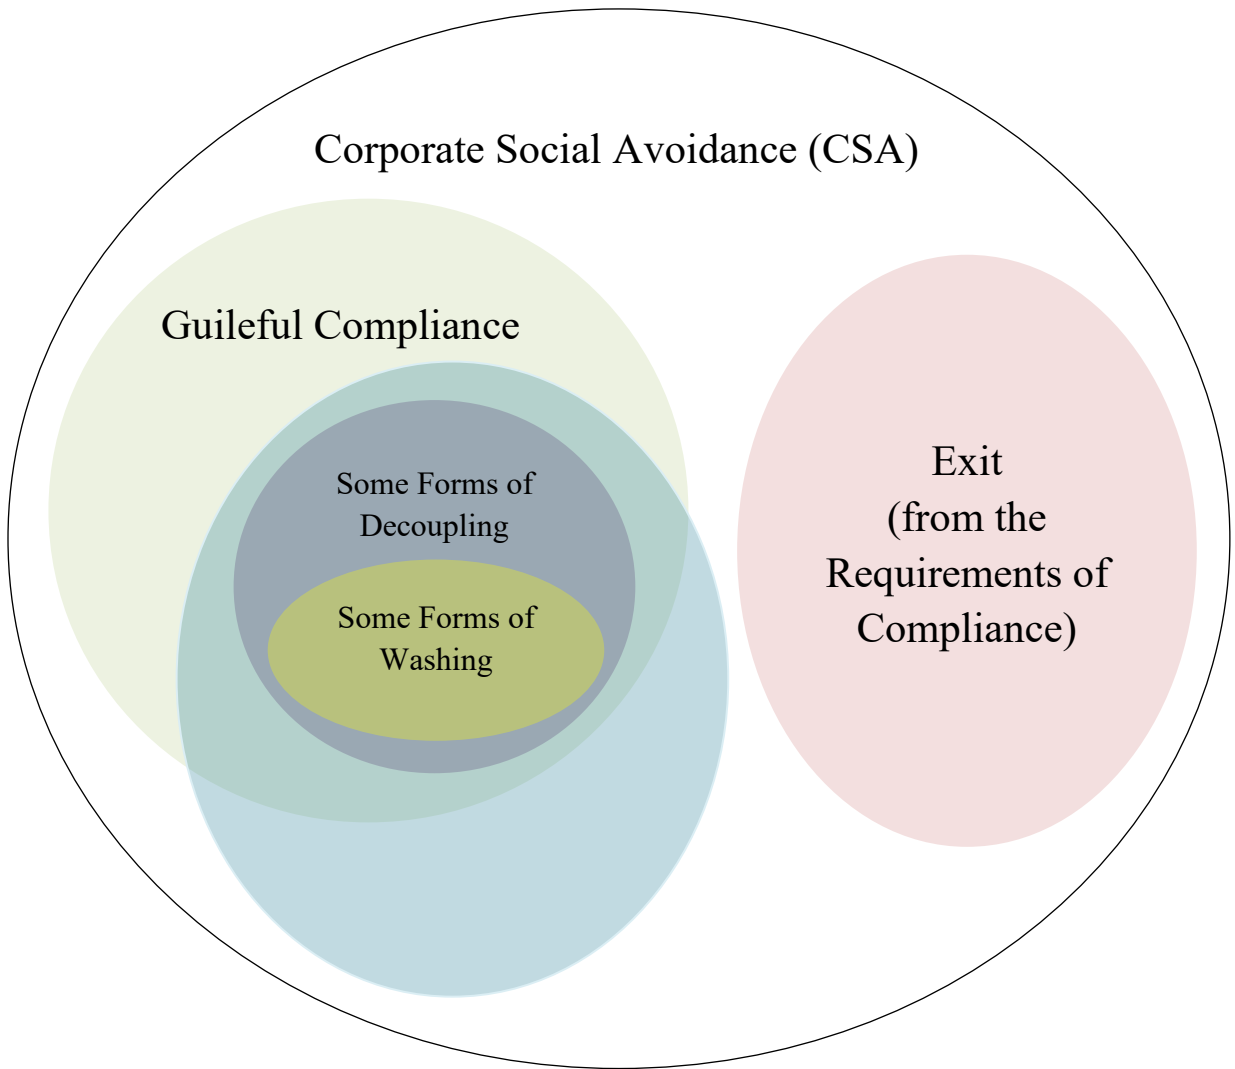 Corporate Social Avoidance (CSA)
Guileful Compliance
Some Forms of
Decoupling
Some Forms of
Washing
Exit
(from the
Requirements of
Compliance)